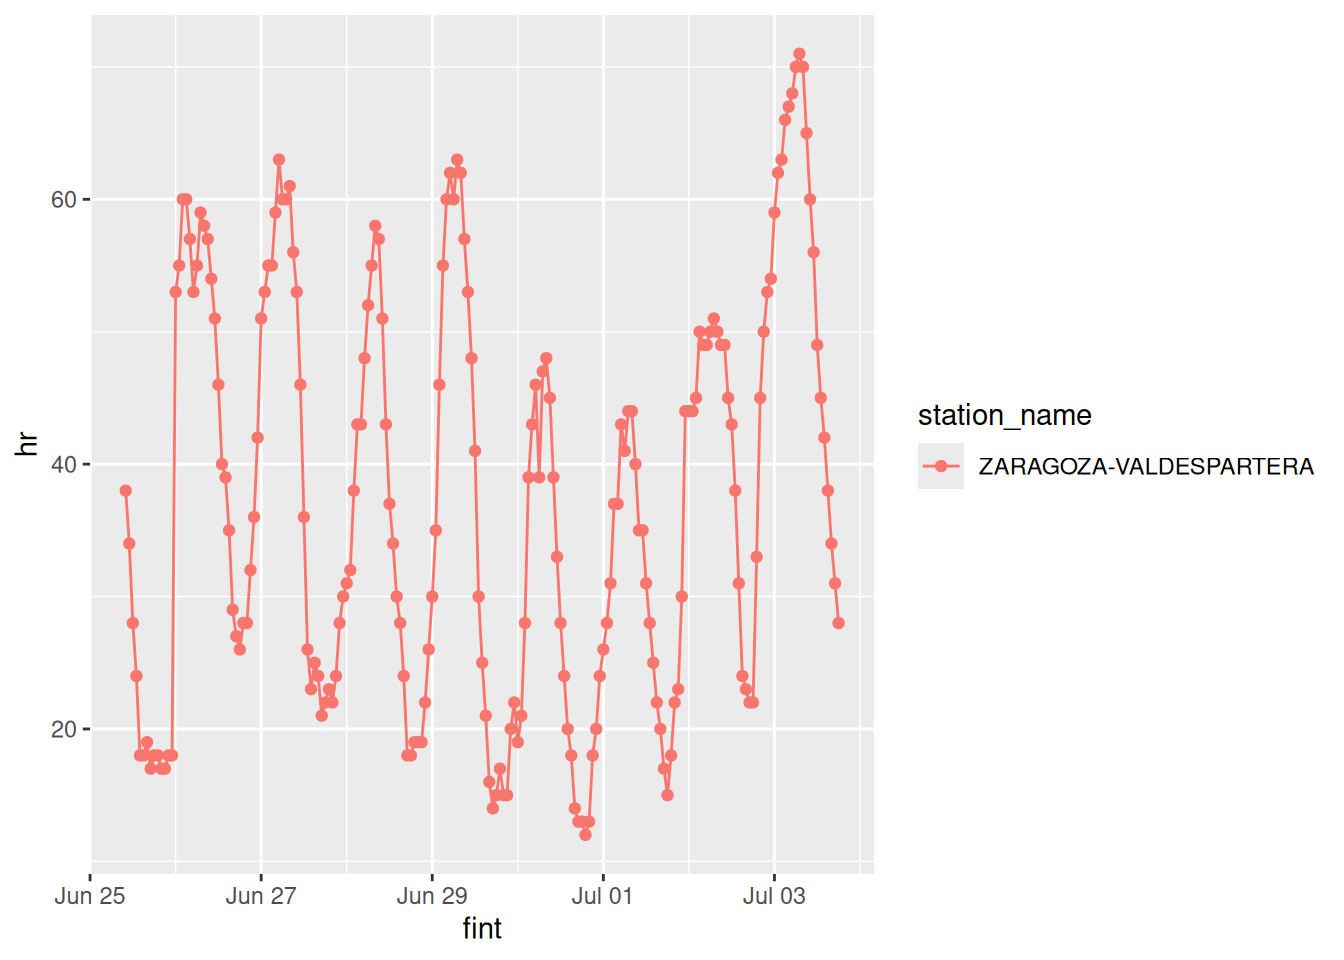 60
40
20
hr
Jun 25
Jun 27
Jun 29
Jul 01
Jul 03
fint
station_name
ZARAGOZA-VALDESPARTERA